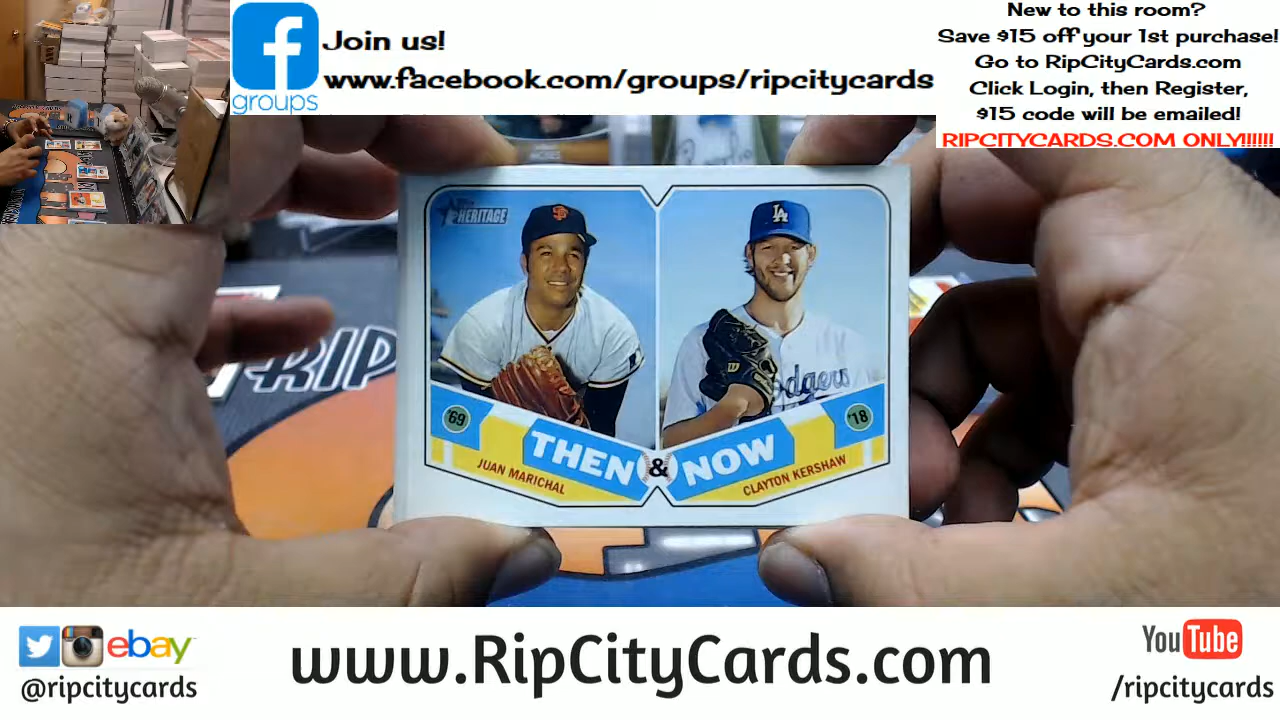 Join us!
www.facebook.com/groups/ripcitycards
groups
New to this room?
Save $15 off your 1st purchase!
Go to RipCityCards.com
Click Login, then Register,
$15 code will be emailed!
RIPCITYCARDS.COM ONLY!!!!!!
HERITAGE
SF
LA
Dodgers
'69
'18
THEN & NOW
JUAN MARICHAL
CLAYTON KERSHAW
RIP
ebay
@ripcitycards
www.RipCityCards.com
YouTube
/ripcitycards